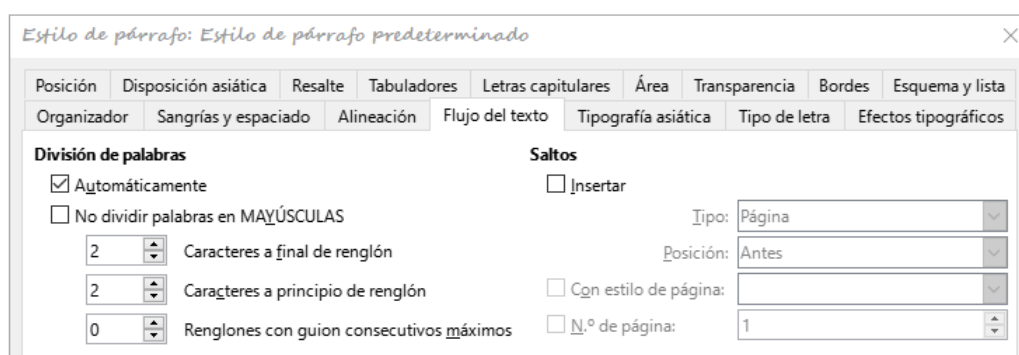 Estilo de párrafo: Estilo de párrafo predeterminado
Posición Disposición asiática Resalte Tabuladores Letras capitulares Área Transparencia Bordes Esquema y lista
Organizador Sangrías y espaciado Alineación Flujo del texto Tipografía asiática Tipo de letra Efectos tipográficos
División de palabras
Automáticamente
No dividir palabras en MAYÚSCULAS
2 Caracteres a final de renglón
2 Caracteres a principio de renglón
0 Renglones con guion consecutivos máximos
Saltos
Insertar
Tipo: Página
Posición: Antes
Con estilo de página:
N.º de página: 1